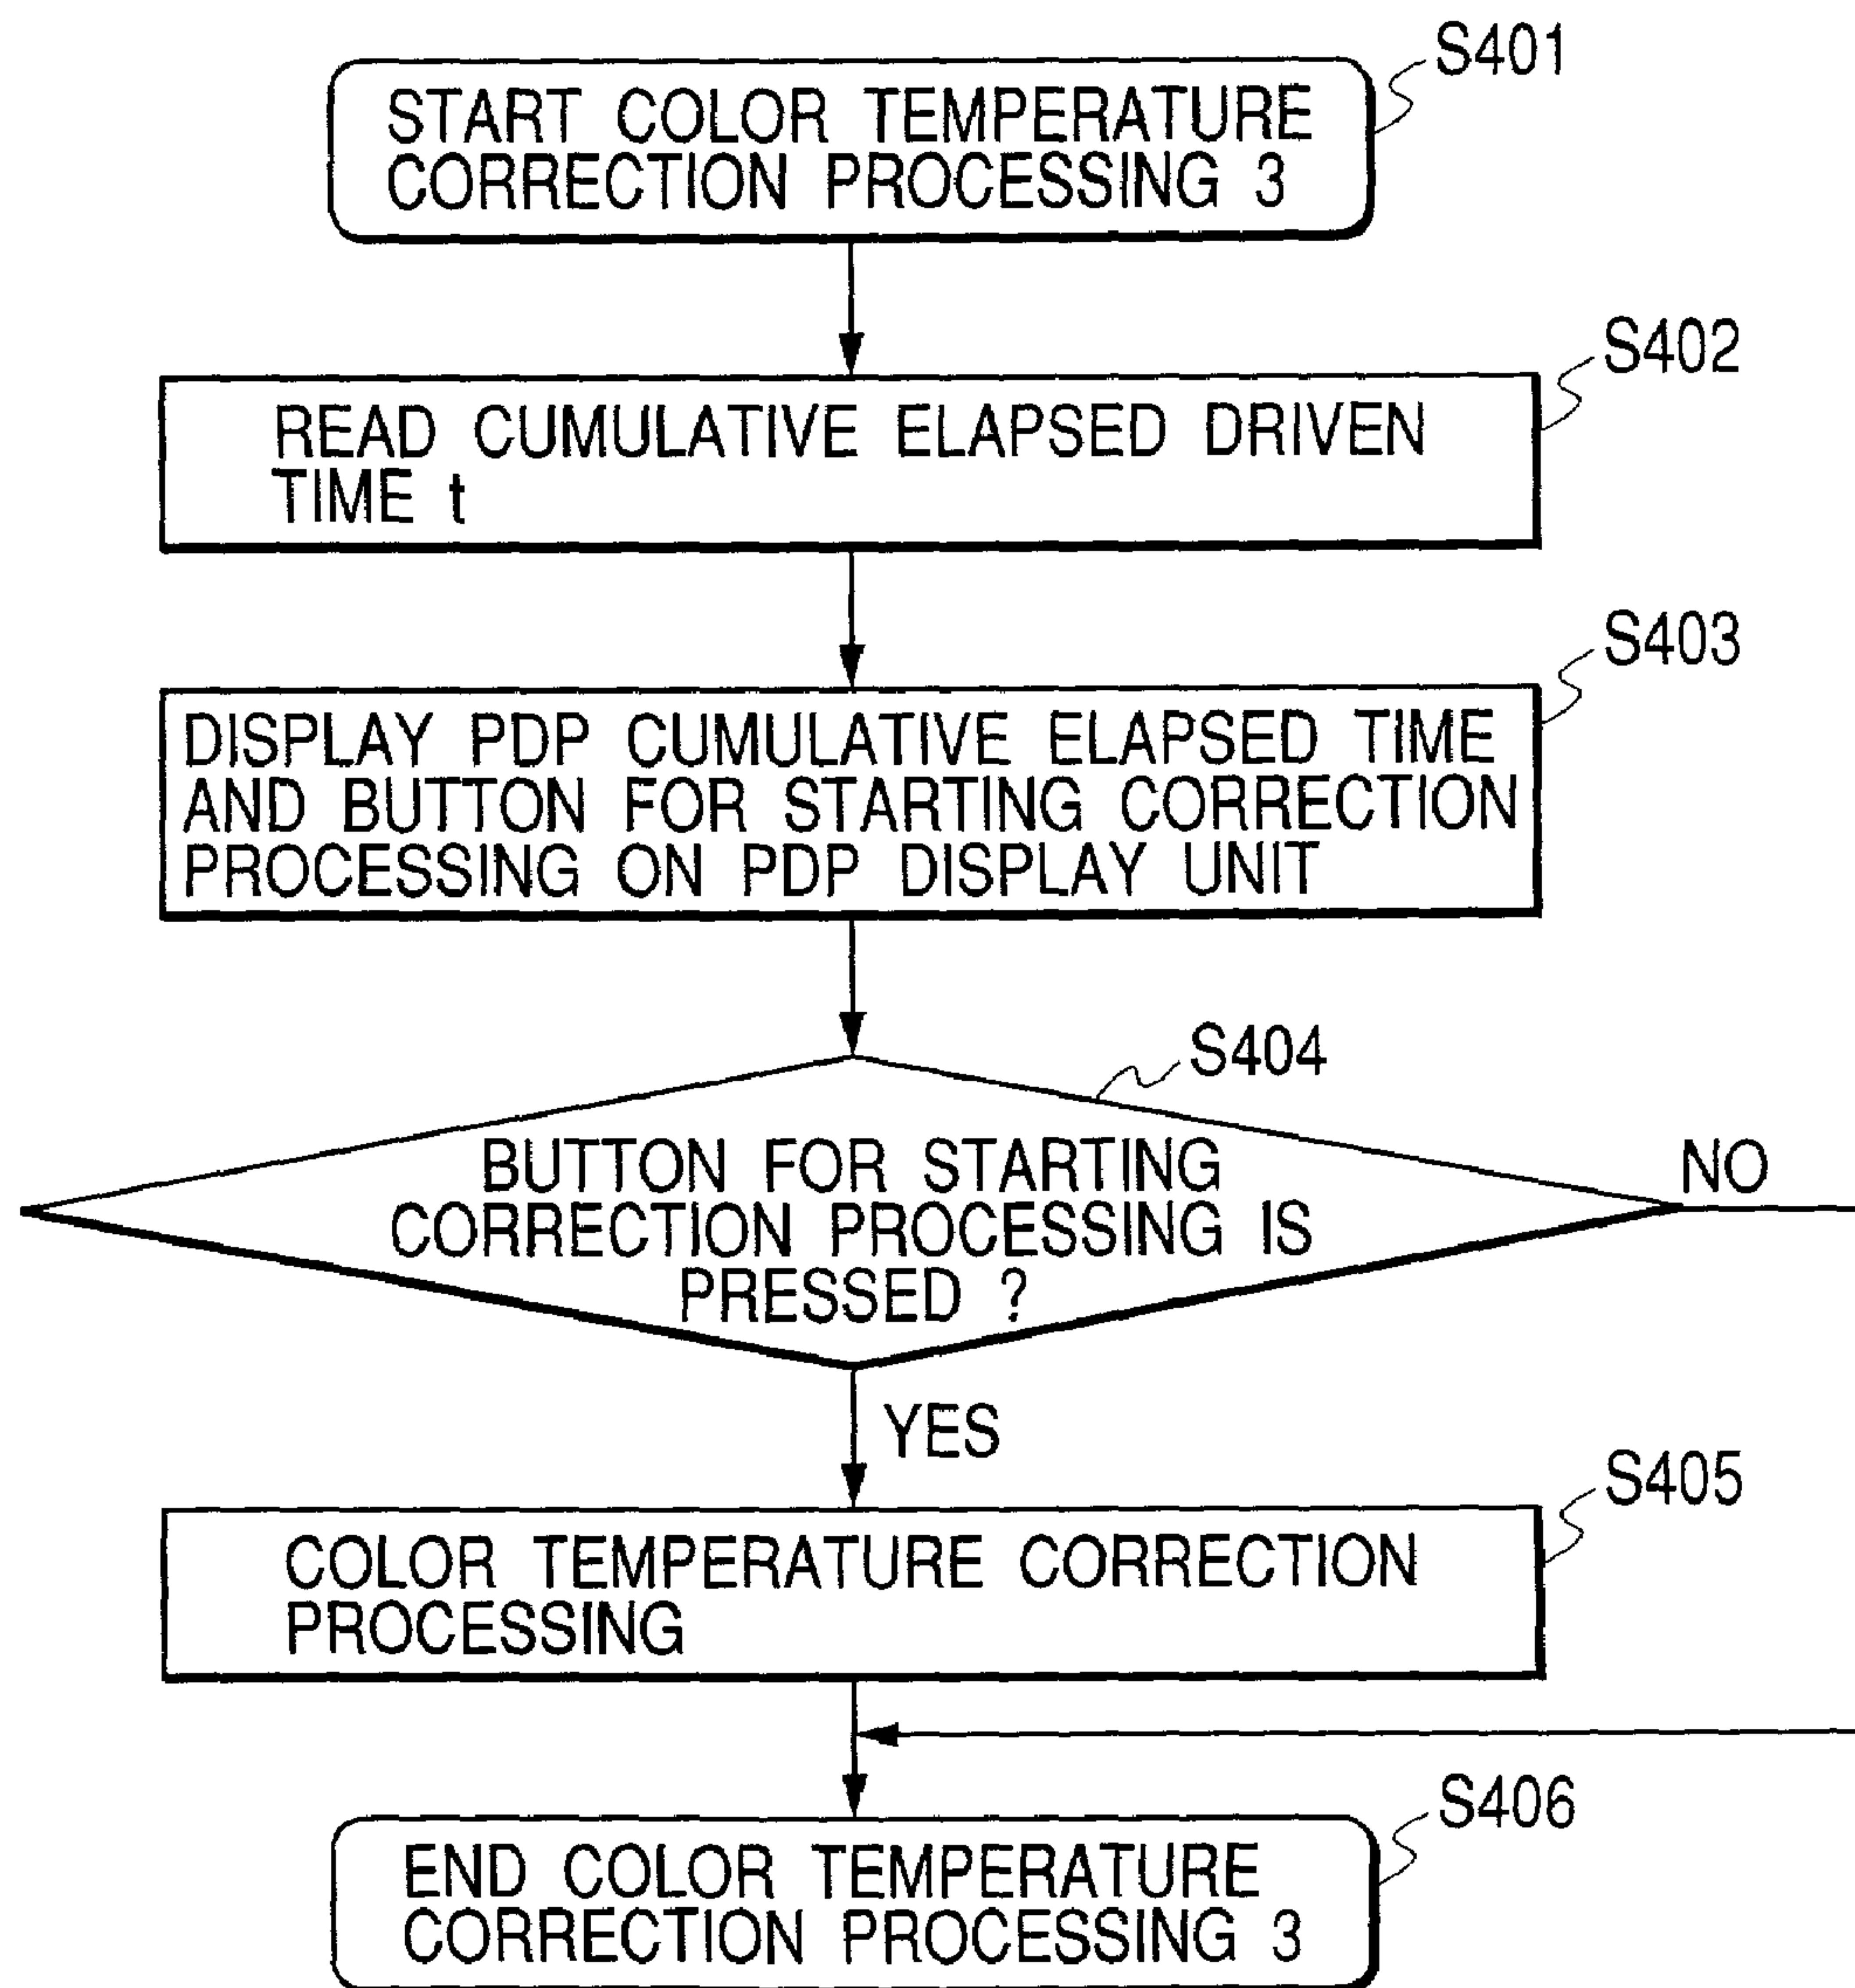 S401
START COLOR TEMPERATURE
CORRECTION PROCESSING 3
S402
READ CUMULATIVE ELAPSED DRIVEN
TIME t
S403
DISPLAY PDP CUMULATIVE ELAPSED TIME
AND BUTTON FOR STARTING CORRECTION
PROCESSING ON PDP DISPLAY UNIT
S404
BUTTON FOR STARTING
CORRECTION PROCESSING IS
PRESSED ?
NO
YES
S405
COLOR TEMPERATURE CORRECTION
PROCESSING
S406
END COLOR TEMPERATURE
CORRECTION PROCESSING 3